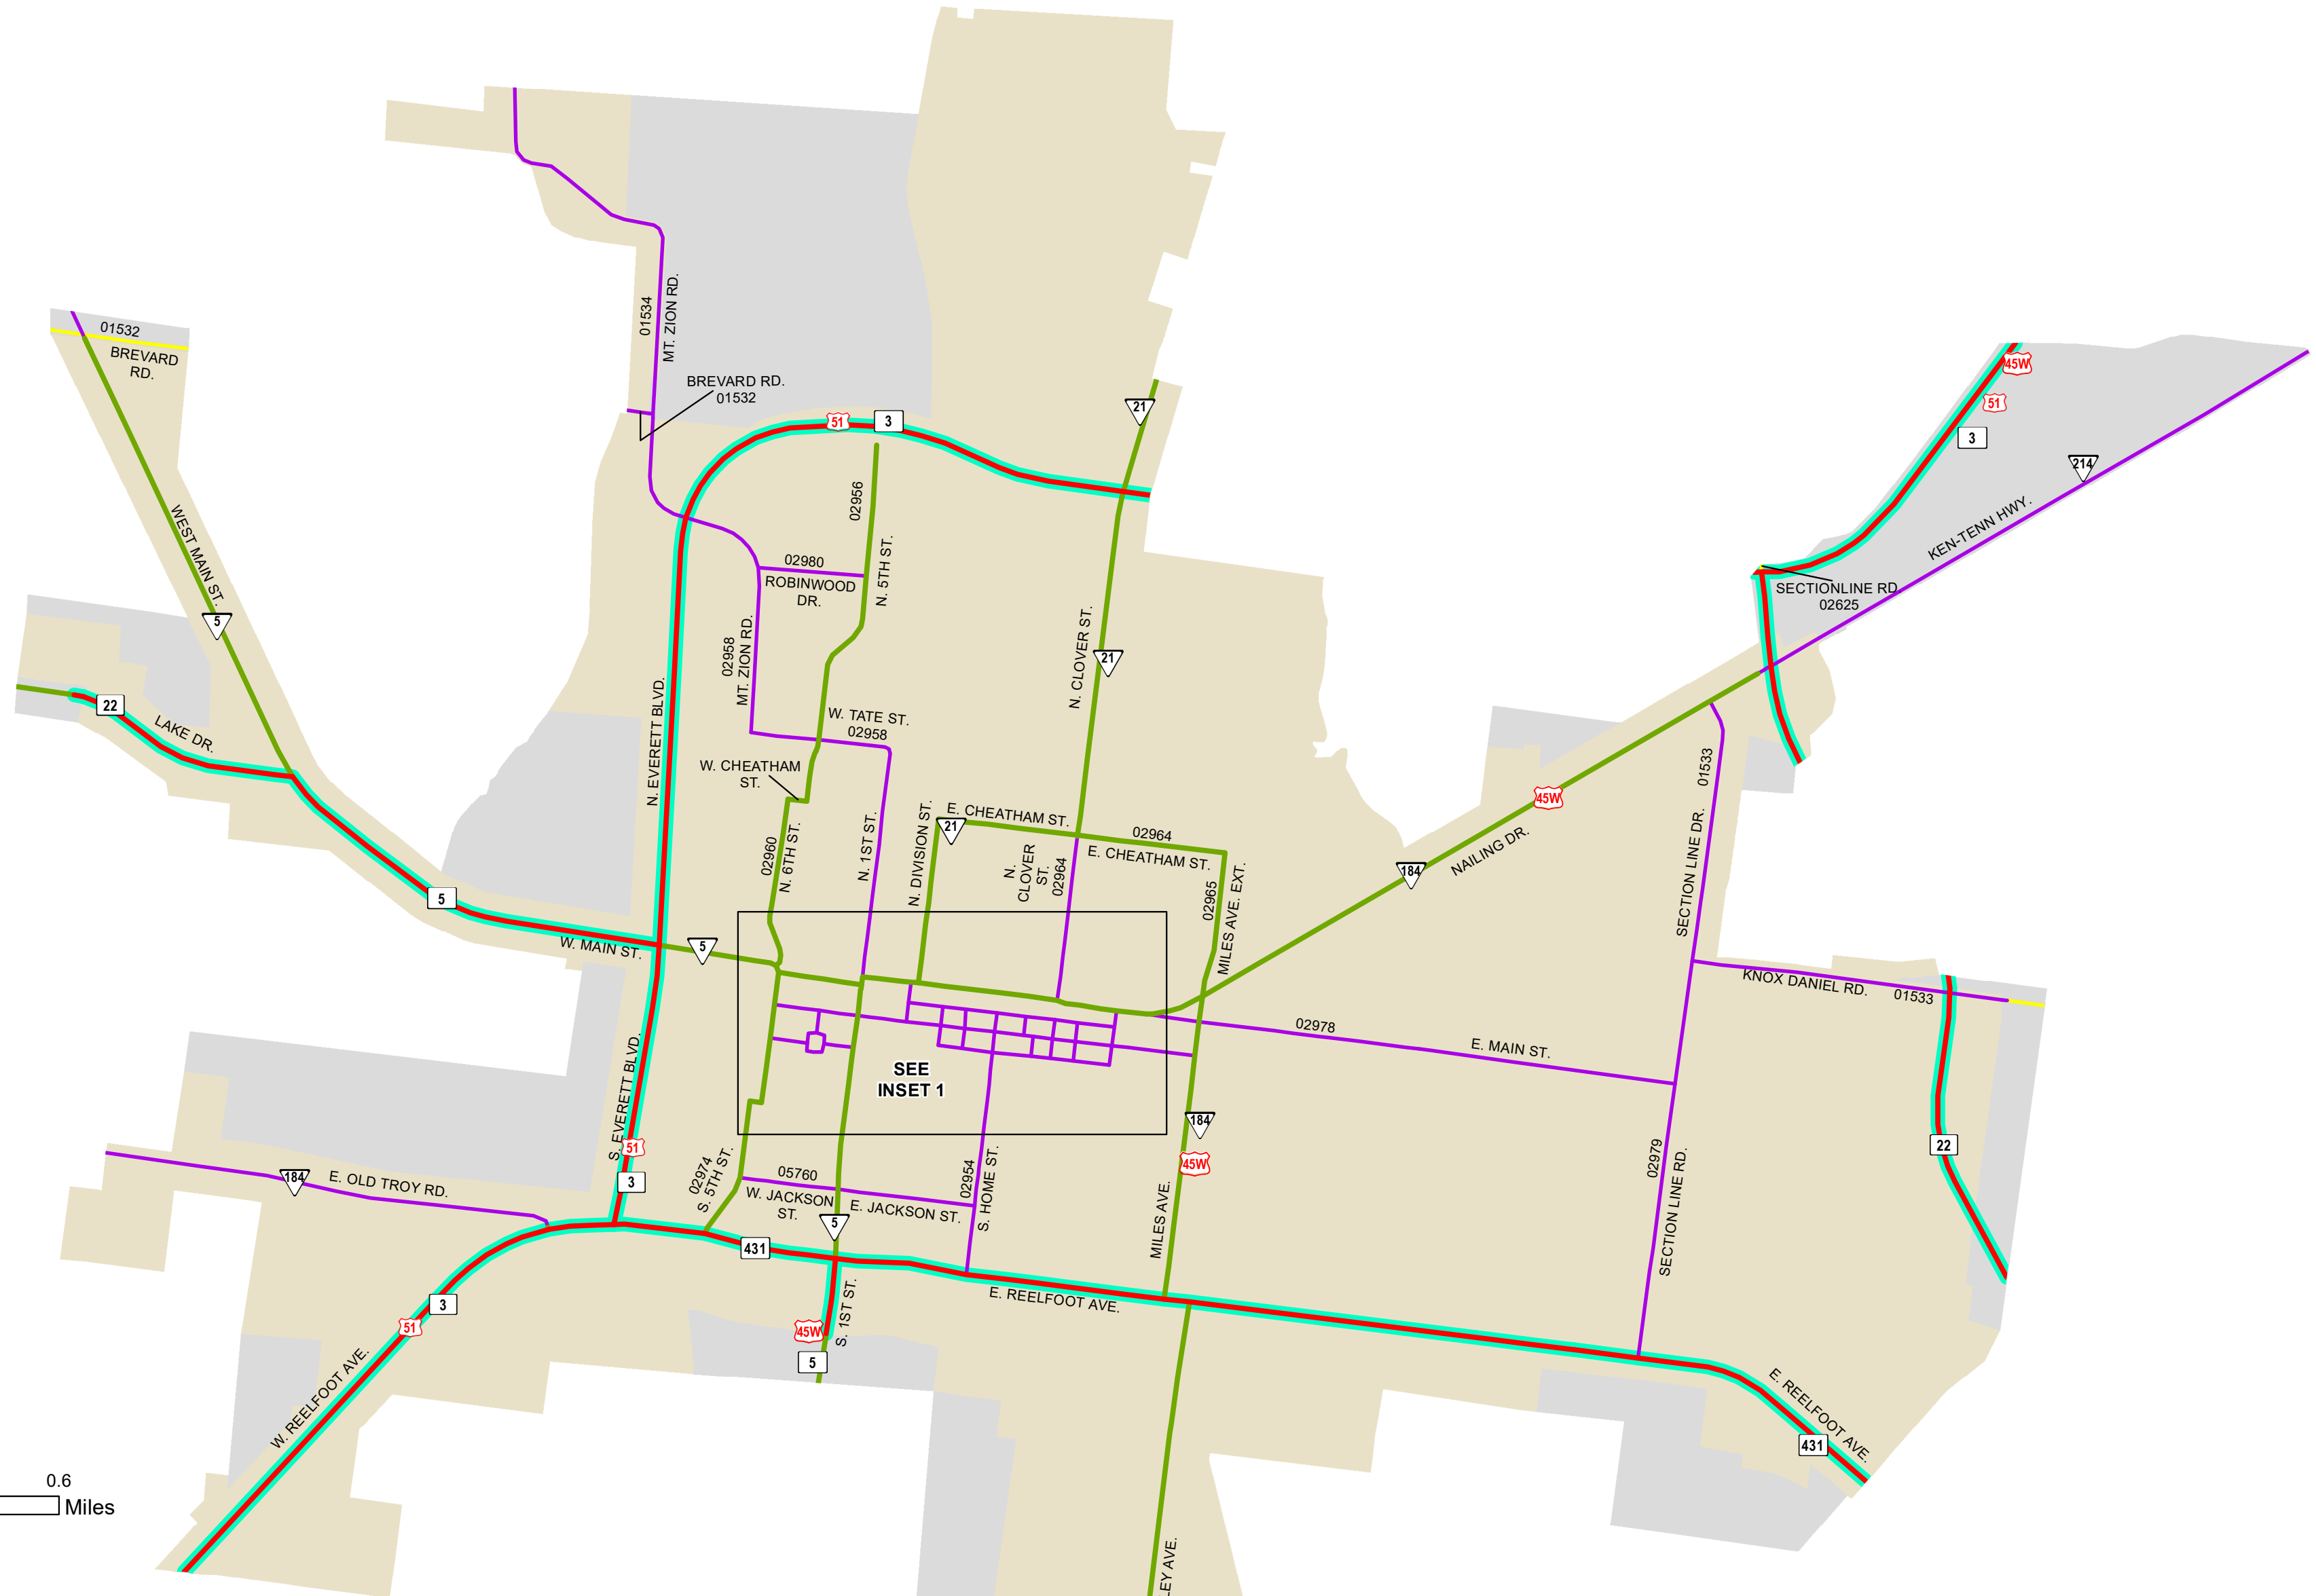 01532
BREVARD
RD.
01534
MT. ZION RD.
BREVARD RD.
01532
51
3
21
45W
51
3
214
KEN-TENN HWY.
SECTIONLINE RD.
02625
WEST MAIN ST.
5
22
LAKE DR.
5
W. MAIN ST.
5
02956
N. 5TH ST.
02980
ROBINWOOD
DR.
02958
MT. ZION RD.
N. EVERETT BLVD.
W. TATE ST.
02958
W. CHEATHAM
ST.
02960
N. 6TH ST.
N. 1ST ST.
N. CLOVER ST.
21
N. DIVISION ST.
21
E. CHEATHAM ST.
02964
E. CHEATHAM ST.
N.
CLOVER
ST.
02964
02965
MILES AVE. EXT.
184
NAILING DR.
45W
01533
SECTION LINE DR.
KNOX DANIEL RD.
01533
22
02978
E. MAIN ST.
02979
SECTION LINE RD.
SEE
INSET 1
184
45W
MILES AVE.
S. EVERETT BLVD.
51
3
184
E. OLD TROY RD.
02974
S. 5TH ST.
05760
W. JACKSON
ST.
E. JACKSON ST.
02954
S. HOME ST.
5
431
E. REELFOOT AVE.
45W
S. 1ST ST.
5
3
51
W. REELFOOT AVE.
E. REELFOOT AVE.
431
0.6
Miles
LEY AVE.